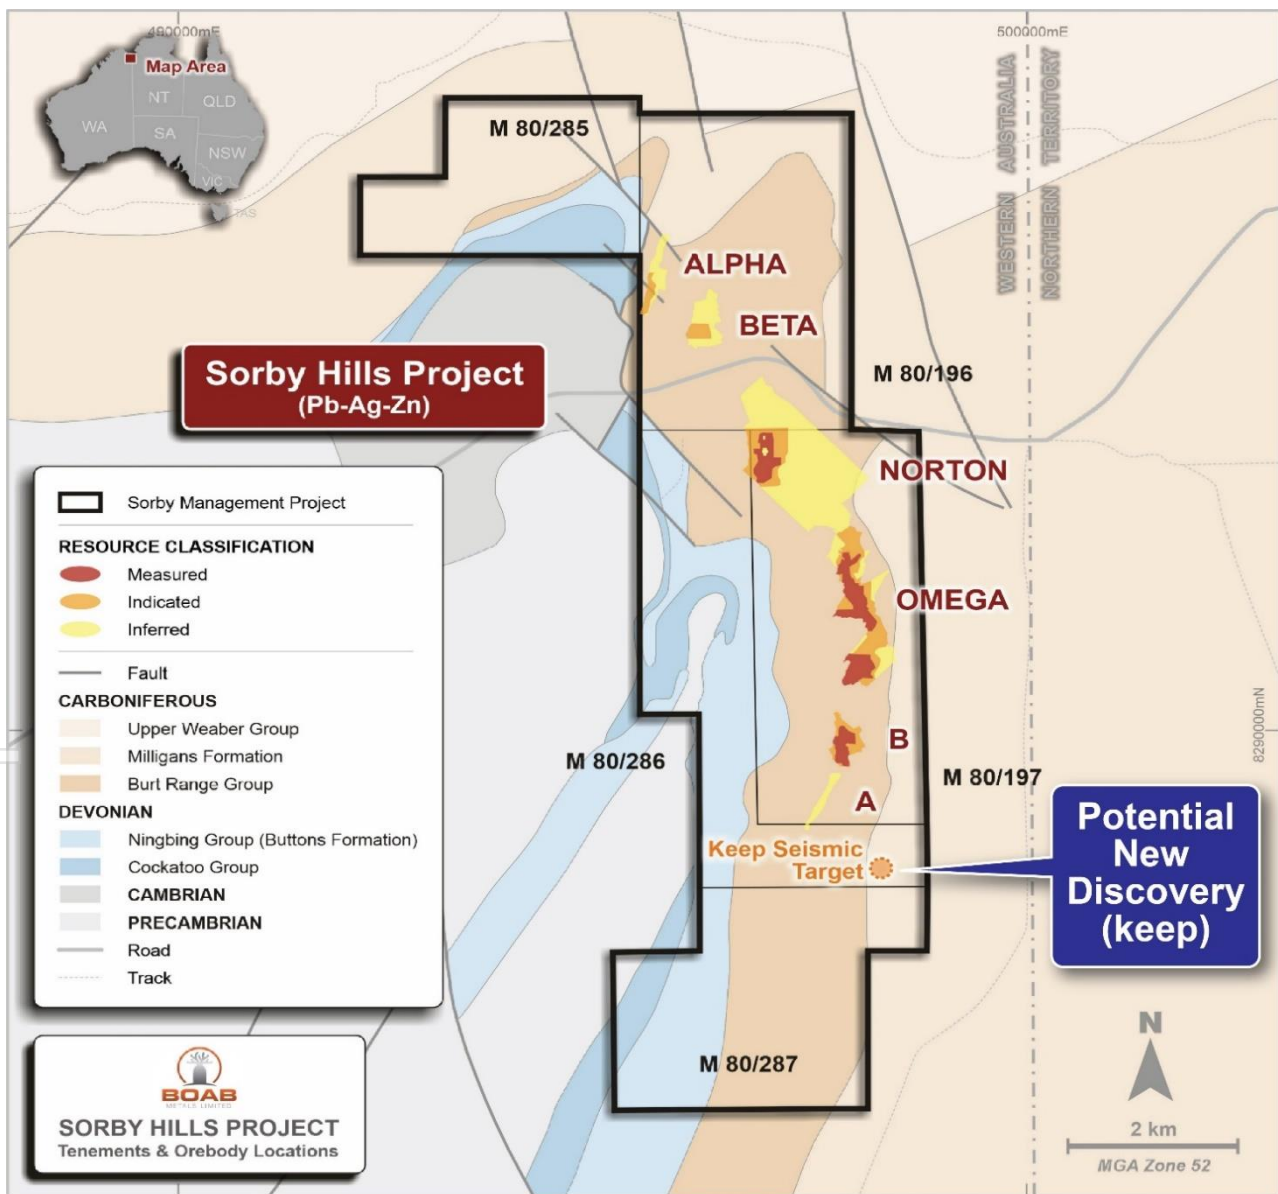 480000mE
500000mE
Map Area
WA
NT
QLD
SA
NSW
VIC
TAS
WESTERN AUSTRALIA
NORTHERN TERRITORY
M 80/285
ALPHA
BETA
Sorby Hills Project
(Pb-Ag-Zn)
M 80/196
NORTON
OMEGA
B
A
M 80/286
M 80/197
8290000mN
Keep Seismic
Target
Potential
New
Discovery
(keep)
M 80/287
Sorby Management Project
RESOURCE CLASSIFICATION
Measured
Indicated
Inferred
Fault
CARBONIFEROUS
Upper Weaber Group
Milligans Formation
Burt Range Group
DEVONIAN
Ningbing Group (Buttons Formation)
Cockatoo Group
CAMBRIAN
PRECAMBRIAN
Road
Track
BOAB
METALS LIMITED
SORBY HILLS PROJECT
Tenements & Orebody Locations
N
2 km
MGA Zone 52